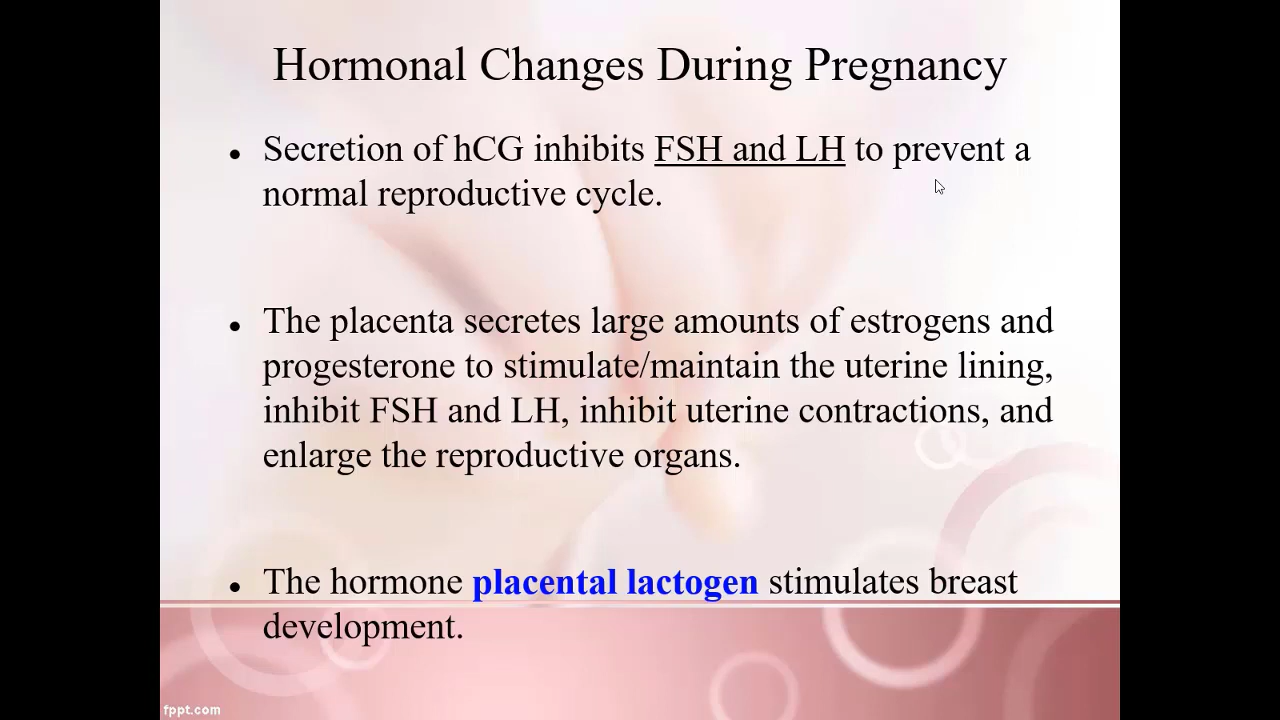 Hormonal Changes During Pregnancy
• Secretion of hCG inhibits FSH and LH to prevent a
normal reproductive cycle.
• The placenta secretes large amounts of estrogens and
progesterone to stimulate/maintain the uterine lining,
inhibit FSH and LH, inhibit uterine contractions, and
enlarge the reproductive organs.
• The hormone placental lactogen stimulates breast
development.
fppt.com